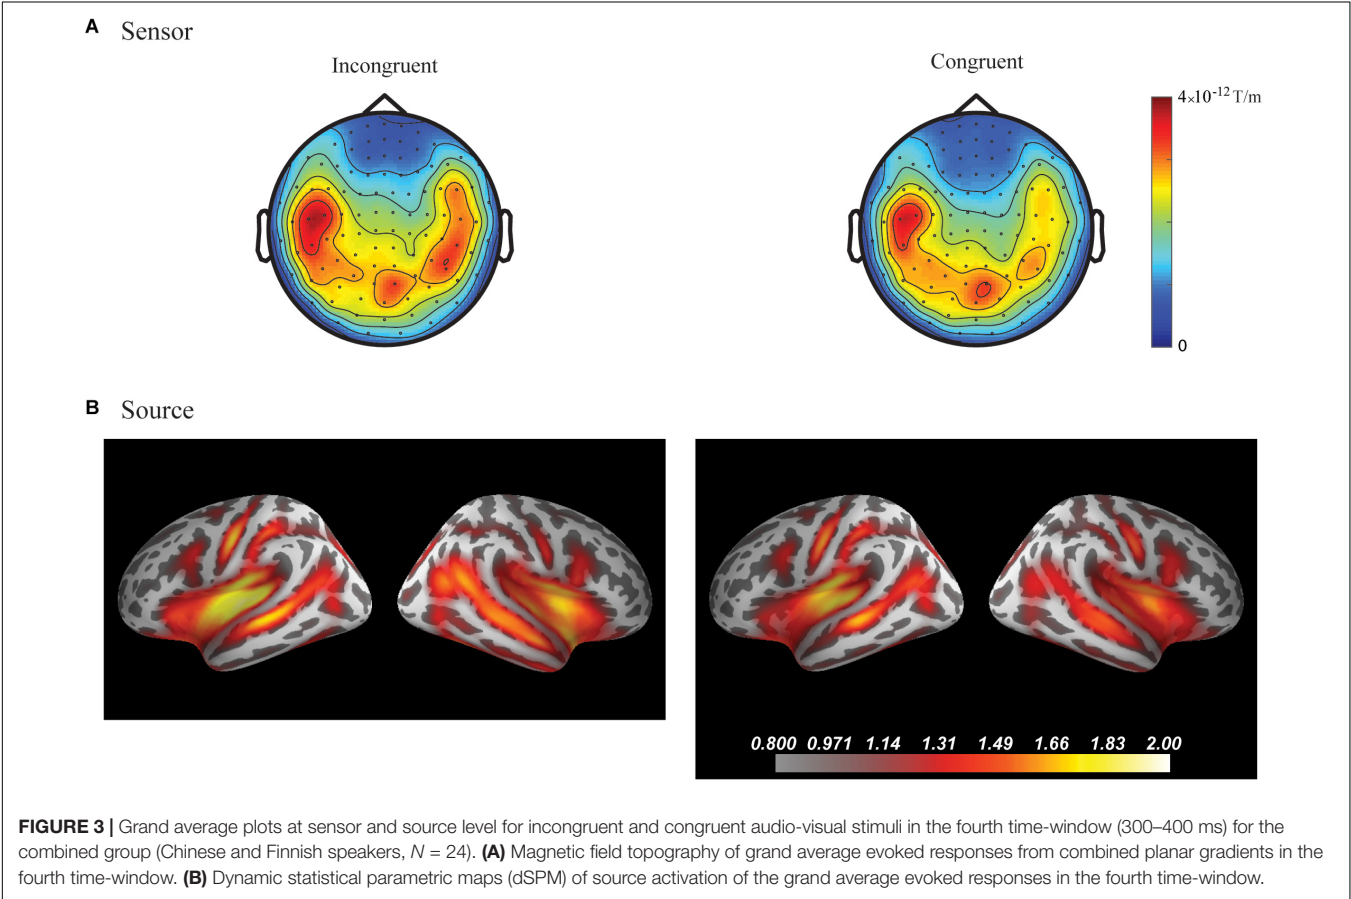 A Sensor
Incongruent
Congruent
4×10⁻¹² T/m
0
B Source
0.800 0.971 1.14 1.31 1.49 1.66 1.83 2.00
FIGURE 3 | Grand average plots at sensor and source level for incongruent and congruent audio-visual stimuli in the fourth time-window (300–400 ms) for the
combined group (Chinese and Finnish speakers, N = 24). (A) Magnetic field topography of grand average evoked responses from combined planar gradients in the
fourth time-window. (B) Dynamic statistical parametric maps (dSPM) of source activation of the grand average evoked responses in the fourth time-window.